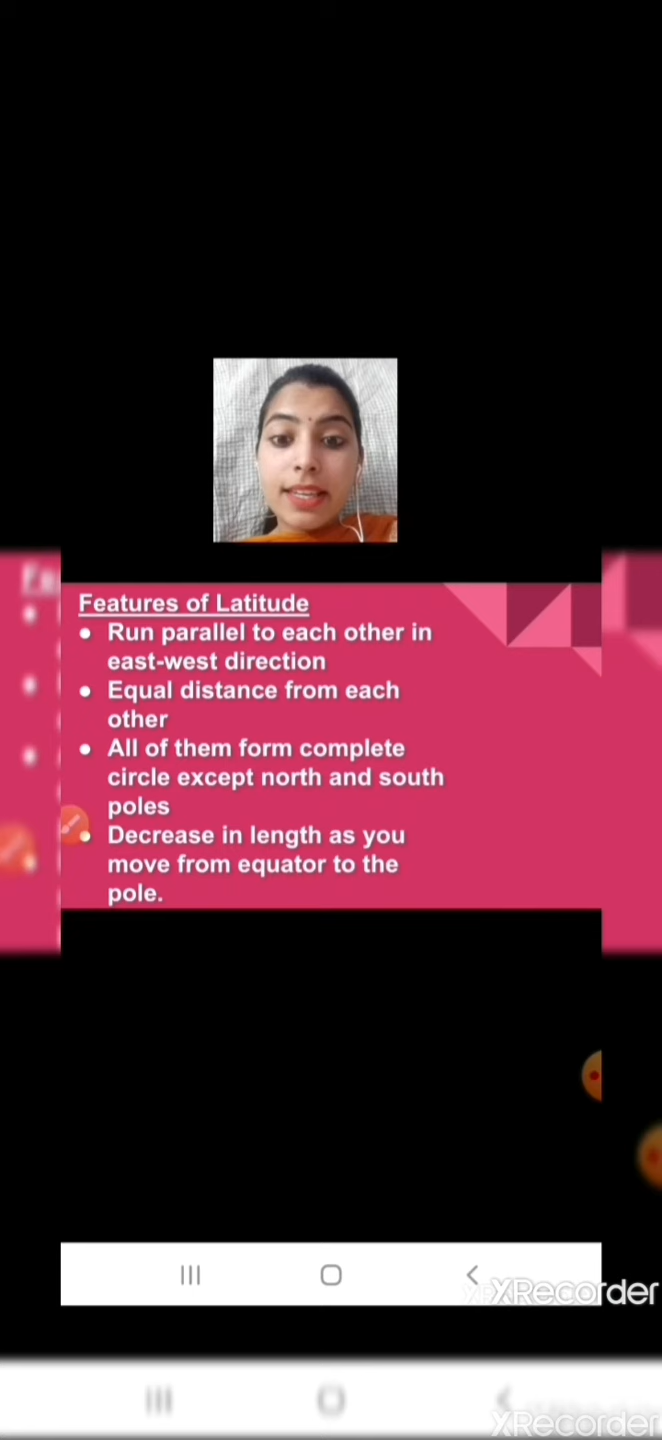 Features of Latitude
● Run parallel to each other in
east-west direction
● Equal distance from each
other
● All of them form complete
circle except north and south
poles
● Decrease in length as you
move from equator to the
pole.
XRecorder
XRecorder